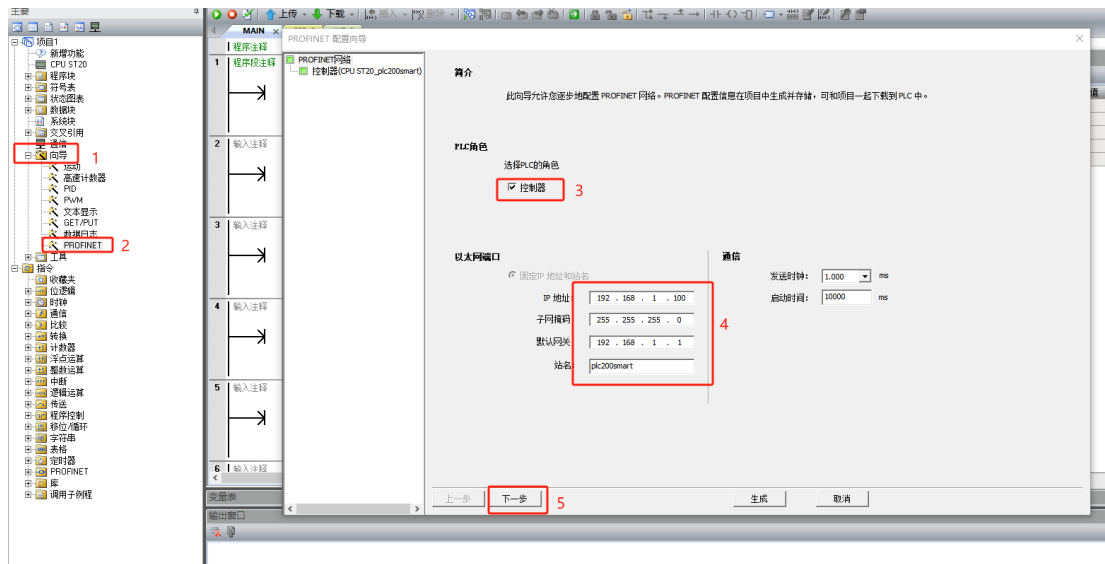 主要
上传
下载
插入
删除
项目1
新增功能
CPU ST20
程序块
符号表
状态图表
数据块
系统块
交叉引用
通信
向导
1
运动
高速计数器
PID
PWM
文本显示
GET/PUT
数据日志
PROFINET
2
工具
指令
收藏夹
位逻辑
时钟
通信
比较
转换
计数器
浮点运算
整数运算
中断
逻辑运算
传送
程序控制
移位/循环
字符串
表格
定时器
PROFINET
库
调用子例程
MAIN
程序注释
1 程序段注释
2 输入注释
3 输入注释
4 输入注释
5 输入注释
6 输入注释
变量表
输出窗口
值
PROFINET 配置向导
PROFINET网络
控制器(CPU ST20_plc200smart)
简介
此向导允许您逐步地配置 PROFINET 网络。PROFINET 配置信息在项目中生成并存储，可和项目一起下载到 PLC 中。
PLC角色
选择PLC的角色
控制器
3
以太网端口
固定IP 地址和站名
IP 地址: 192 . 168 . 1 . 100
子网掩码: 255 . 255 . 255 . 0
默认网关: 192 . 168 . 1 . 1
站名: plc200smart
4
通信
发送时钟: 1.000 ms
启动时间: 10000 ms
上一步
下一步
5
生成
取消